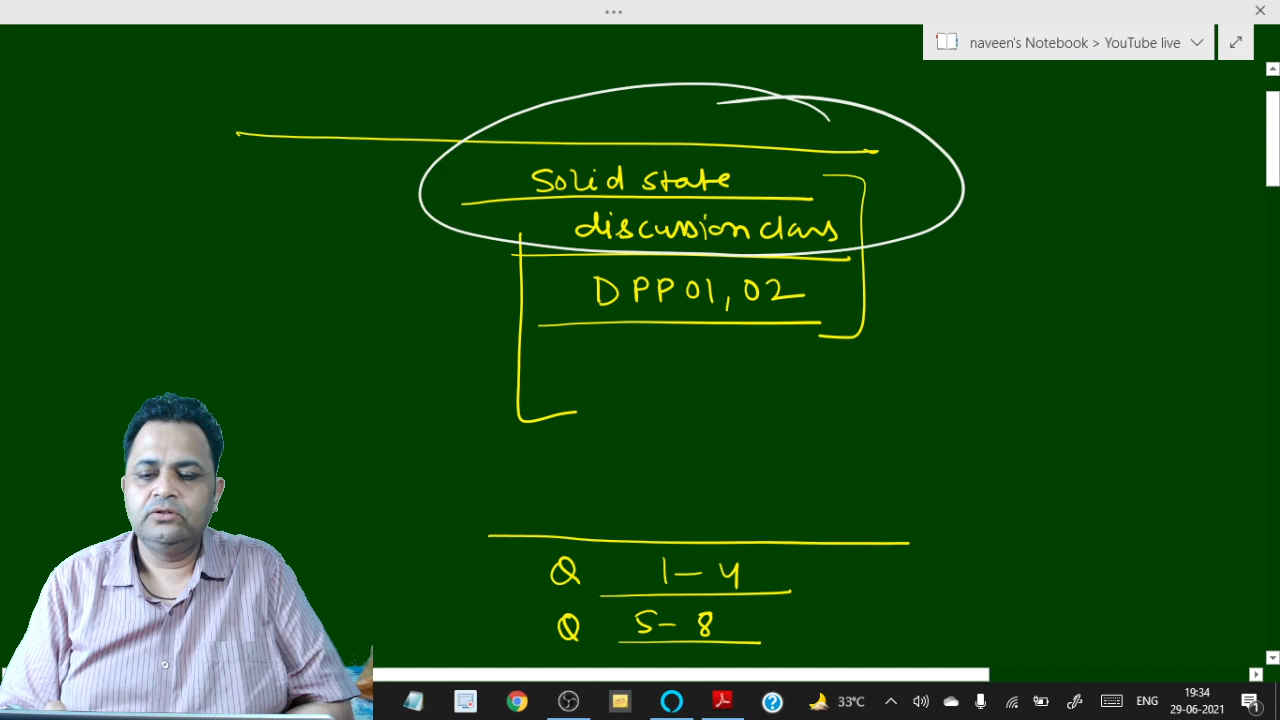 naveen's Notebook > YouTube live
Solid state
discussion class
DPP 01, 02
Q 1-4
Q 5-8
33°C
ENG
19:34
29-06-2021
1